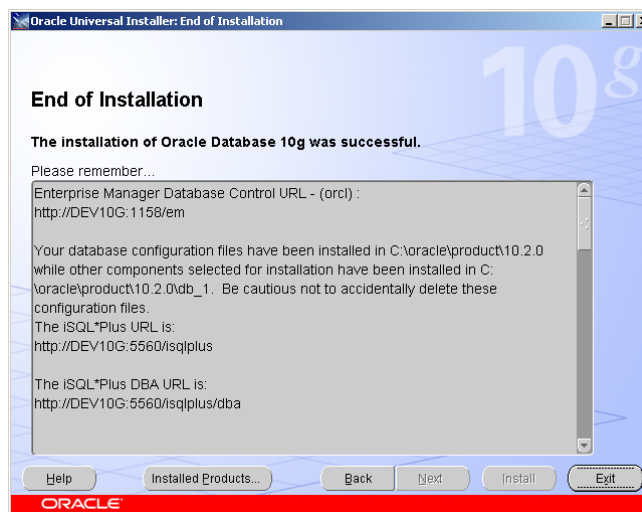 Oracle Universal Installer: End of Installation
10g
End of Installation
The installation of Oracle Database 10g was successful.
Please remember...
Enterprise Manager Database Control URL - (orcl) :
http://DEV10G:1158/em
Your database configuration files have been installed in C:\oracle\product\10.2.0
while other components selected for installation have been installed in C:
\oracle\product\10.2.0\db_1. Be cautious not to accidentally delete these
configuration files.
The iSQL*Plus URL is:
http://DEV10G:5560/isqlplus
The iSQL*Plus DBA URL is:
http://DEV10G:5560/isqlplus/dba
Help Installed Products... Back Next Install Exit
ORACLE